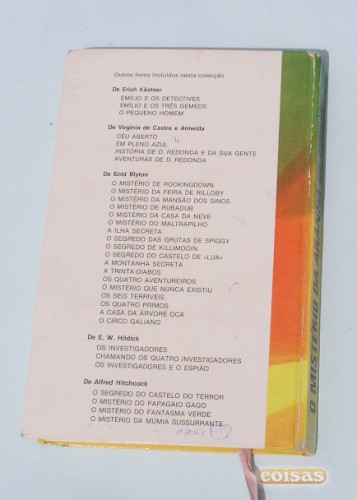 Outros livros incluídos nesta colecção
De Erich Kästner
EMÍLIO E OS DETECTIVES
EMÍLIO E OS TRÊS GÉMEOS
O PEQUENO HOMEM
De Virgínia de Castro e Almeida
CÉU ABERTO
EM PLENO AZUL
HISTÓRIA DE D. REDONDA E DA SUA GENTE
AVENTURAS DE D. REDONDA
De Enid Blyton
O MISTÉRIO DE ROCKINGDOWN
O MISTÉRIO DA FEIRA DE RILLOBY
O MISTÉRIO DA MANSÃO DOS SINOS
O MISTÉRIO DE RUBADUB
O MISTÉRIO DA CASA DA NEVE
O MISTÉRIO DO MALTRAPILHO
A ILHA SECRETA
O SEGREDO DAS GRUTAS DE SPIGGY
O SEGREDO DE KILLIMOOIN
O SEGREDO DO CASTELO DE «LUA»
A MONTANHA SECRETA
A TRINTA-DIABOS
OS QUATRO AVENTUREIROS
O MISTÉRIO QUE NUNCA EXISTIU
OS SEIS TERRÍVEIS
OS QUATRO PRIMOS
A CASA DA ÁRVORE OCA
O CIRCO GALIANO
De E. W. Hildick
OS INVESTIGADORES
CHAMANDO OS QUATRO INVESTIGADORES
OS INVESTIGADORES E O ESPIÃO
De Alfred Hitchcock
O SEGREDO DO CASTELO DO TERROR
O MISTÉRIO DO PAPAGAIO GAGO
O MISTÉRIO DO FANTASMA VERDE
O MISTÉRIO DA MÚMIA SUSSURRANTE
O MISTÉRIO DA
coisas